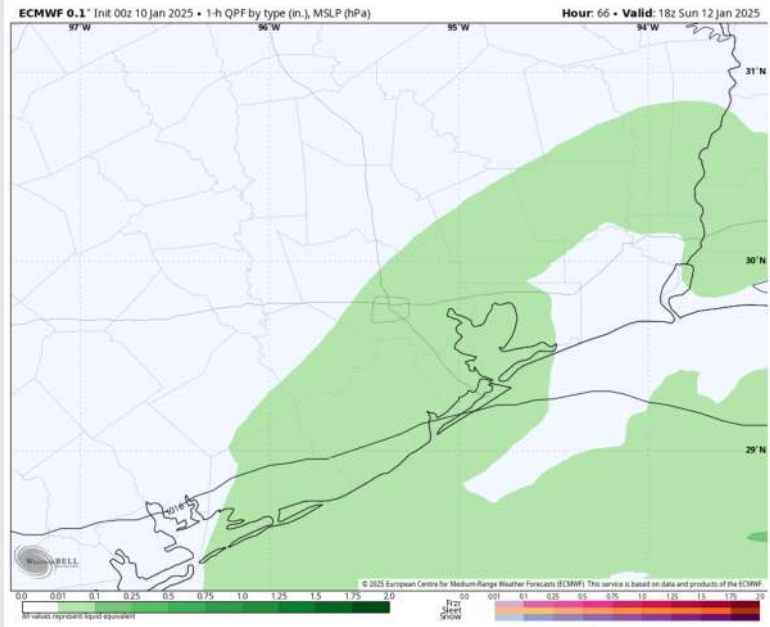 ECMWF 0.1° Init 00z 10 Jan 2025 • 1-h QPF by type (in.), MSLP (hPa)
Hour: 66 • Valid: 18z Sun 12 Jan 2025
97°W 96°W 95°W 94°W
31°N
30°N
29°N
1016
WeatherBELL
© 2025 European Centre for Medium-Range Weather Forecasts (ECMWF). This service is based on data and products of the ECMWF.
0.0 0.01 0.1 0.25 0.5 0.75 1.0 1.25 1.5 1.75 2.0
All values represent liquid equivalent
0.0 0.01 0.1 0.25 0.5 0.75 1.0 1.25 1.5 1.75 2.0
Frzr
Sleet
Snow